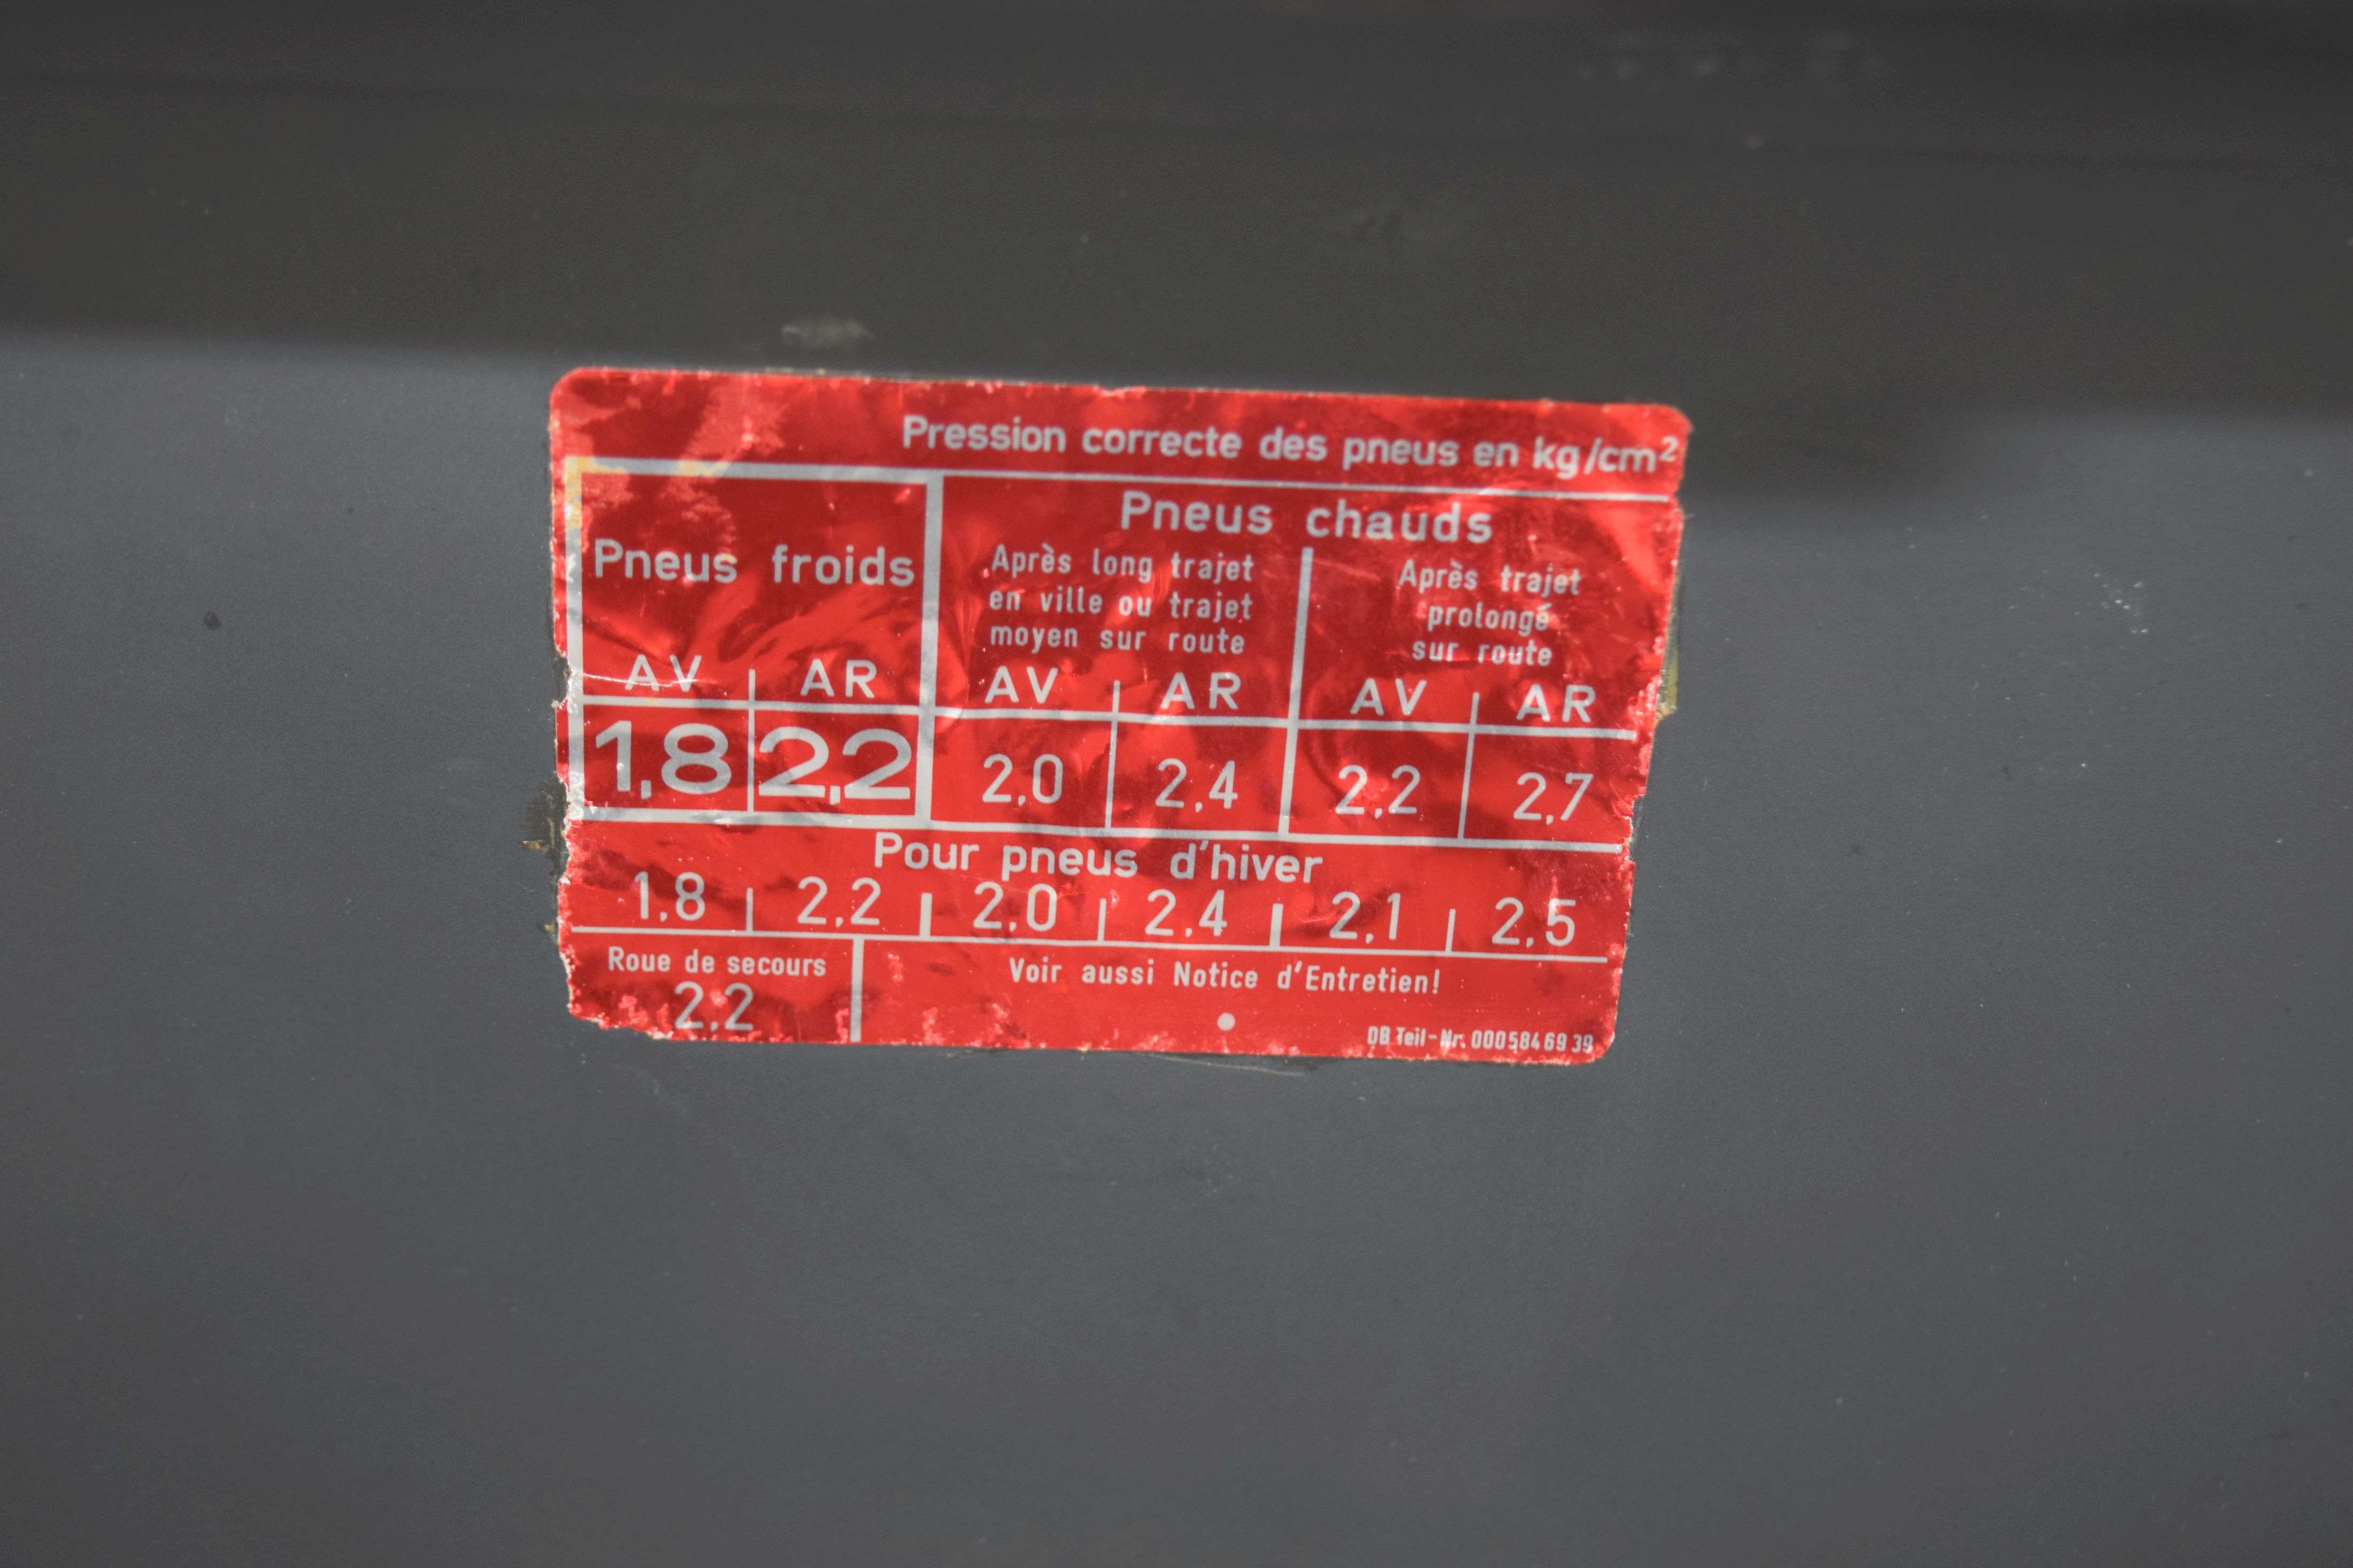 Pression correcte des pneus en kg/cm²
Pneus froids
Pneus chauds
Après long trajet
en ville ou trajet
moyen sur route
Après trajet
prolongé
sur route
AV AR AV AR AV AR
1,8 2,2 2,0 2,4 2,2 2,7
Pour pneus d'hiver
1,8 2,2 2,0 2,4 2,1 2,5
Roue de secours
2,2
Voir aussi Notice d'Entretien!
DB Teil-Nr. 000 584 69 39